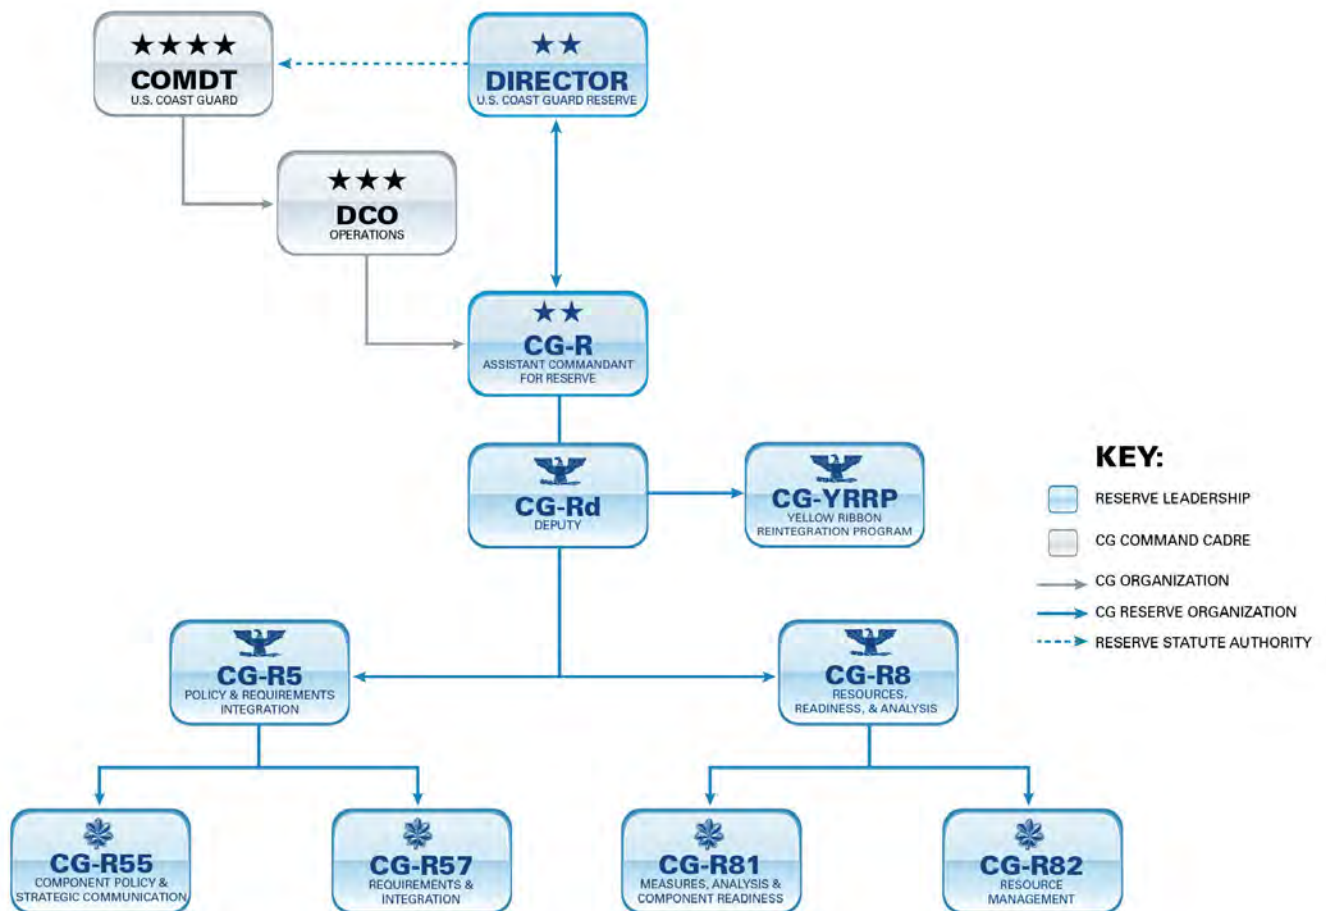 COMDT
U.S. COAST GUARD
DIRECTOR
U.S. COAST GUARD RESERVE
DCO
OPERATIONS
CG-R
ASSISTANT COMMANDANT
FOR RESERVE
CG-Rd
DEPUTY
CG-YRRP
YELLOW RIBBON
REINTEGRATION PROGRAM
KEY:
RESERVE LEADERSHIP
CG COMMAND CADRE
CG ORGANIZATION
CG RESERVE ORGANIZATION
RESERVE STATUTE AUTHORITY
CG-R5
POLICY & REQUIREMENTS
INTEGRATION
CG-R8
RESOURCES,
READINESS, & ANALYSIS
CG-R55
COMPONENT POLICY &
STRATEGIC COMMUNICATION
CG-R57
REQUIREMENTS &
INTEGRATION
CG-R81
MEASURES, ANALYSIS &
COMPONENT READINESS
CG-R82
RESOURCE
MANAGEMENT